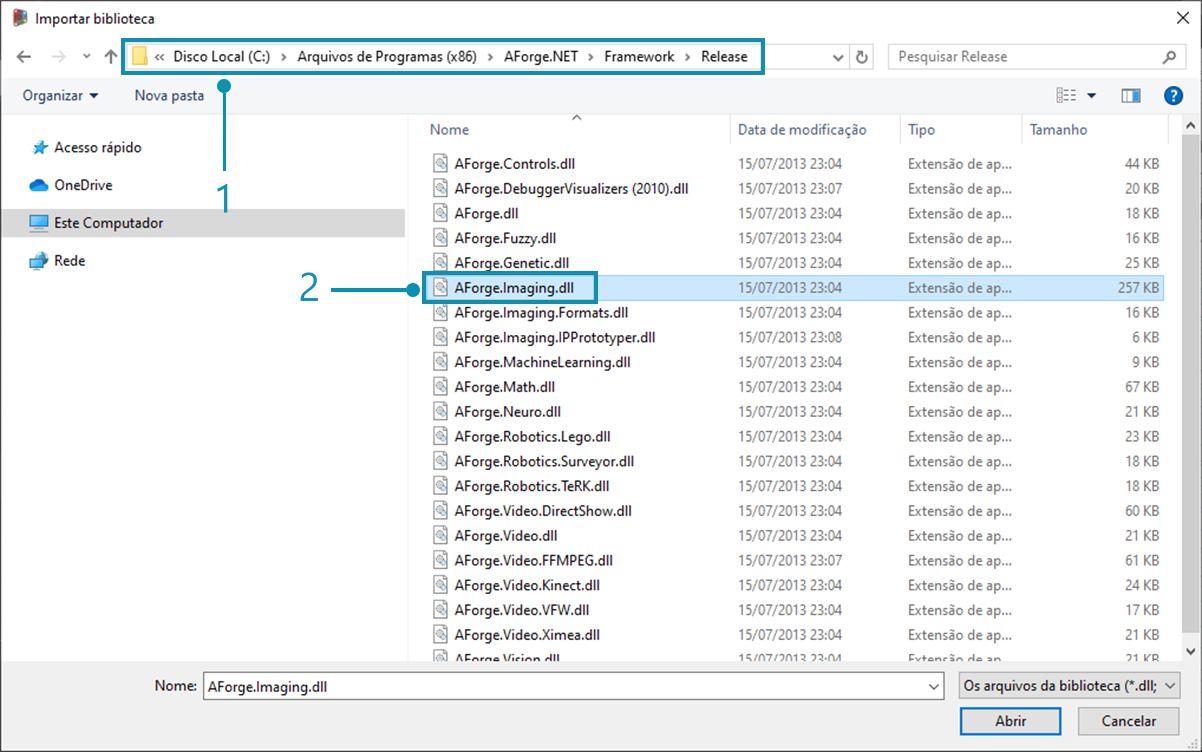 Importar biblioteca
« Disco Local (C:) > Arquivos de Programas (x86) > AForge.NET > Framework > Release
Pesquisar Release
Organizar Nova pasta
1
Acesso rápido
OneDrive
Este Computador
Rede
2
Nome Data de modificação Tipo Tamanho
AForge.Controls.dll 15/07/2013 23:04 Extensão de ap... 44 KB
AForge.DebuggerVisualizers (2010).dll 15/07/2013 23:07 Extensão de ap... 20 KB
AForge.dll 15/07/2013 23:04 Extensão de ap... 18 KB
AForge.Fuzzy.dll 15/07/2013 23:04 Extensão de ap... 16 KB
AForge.Genetic.dll 15/07/2013 23:04 Extensão de ap... 25 KB
AForge.Imaging.dll 15/07/2013 23:04 Extensão de ap... 257 KB
AForge.Imaging.Formats.dll 15/07/2013 23:04 Extensão de ap... 16 KB
AForge.Imaging.IPPrototyper.dll 15/07/2013 23:08 Extensão de ap... 6 KB
AForge.MachineLearning.dll 15/07/2013 23:04 Extensão de ap... 9 KB
AForge.Math.dll 15/07/2013 23:04 Extensão de ap... 67 KB
AForge.Neuro.dll 15/07/2013 23:04 Extensão de ap... 21 KB
AForge.Robotics.Lego.dll 15/07/2013 23:04 Extensão de ap... 23 KB
AForge.Robotics.Surveyor.dll 15/07/2013 23:04 Extensão de ap... 18 KB
AForge.Robotics.TeRK.dll 15/07/2013 23:04 Extensão de ap... 18 KB
AForge.Video.DirectShow.dll 15/07/2013 23:04 Extensão de ap... 60 KB
AForge.Video.dll 15/07/2013 23:04 Extensão de ap... 21 KB
AForge.Video.FFMPEG.dll 15/07/2013 23:07 Extensão de ap... 61 KB
AForge.Video.Kinect.dll 15/07/2013 23:04 Extensão de ap... 24 KB
AForge.Video.VFW.dll 15/07/2013 23:04 Extensão de ap... 17 KB
AForge.Video.Ximea.dll 15/07/2013 23:04 Extensão de ap... 21 KB
AForge.Vision.dll 15/07/2013 23:04 Extensão de ap... 21 KB
Nome: AForge.Imaging.dll Os arquivos da biblioteca (*.dll;
Abrir Cancelar